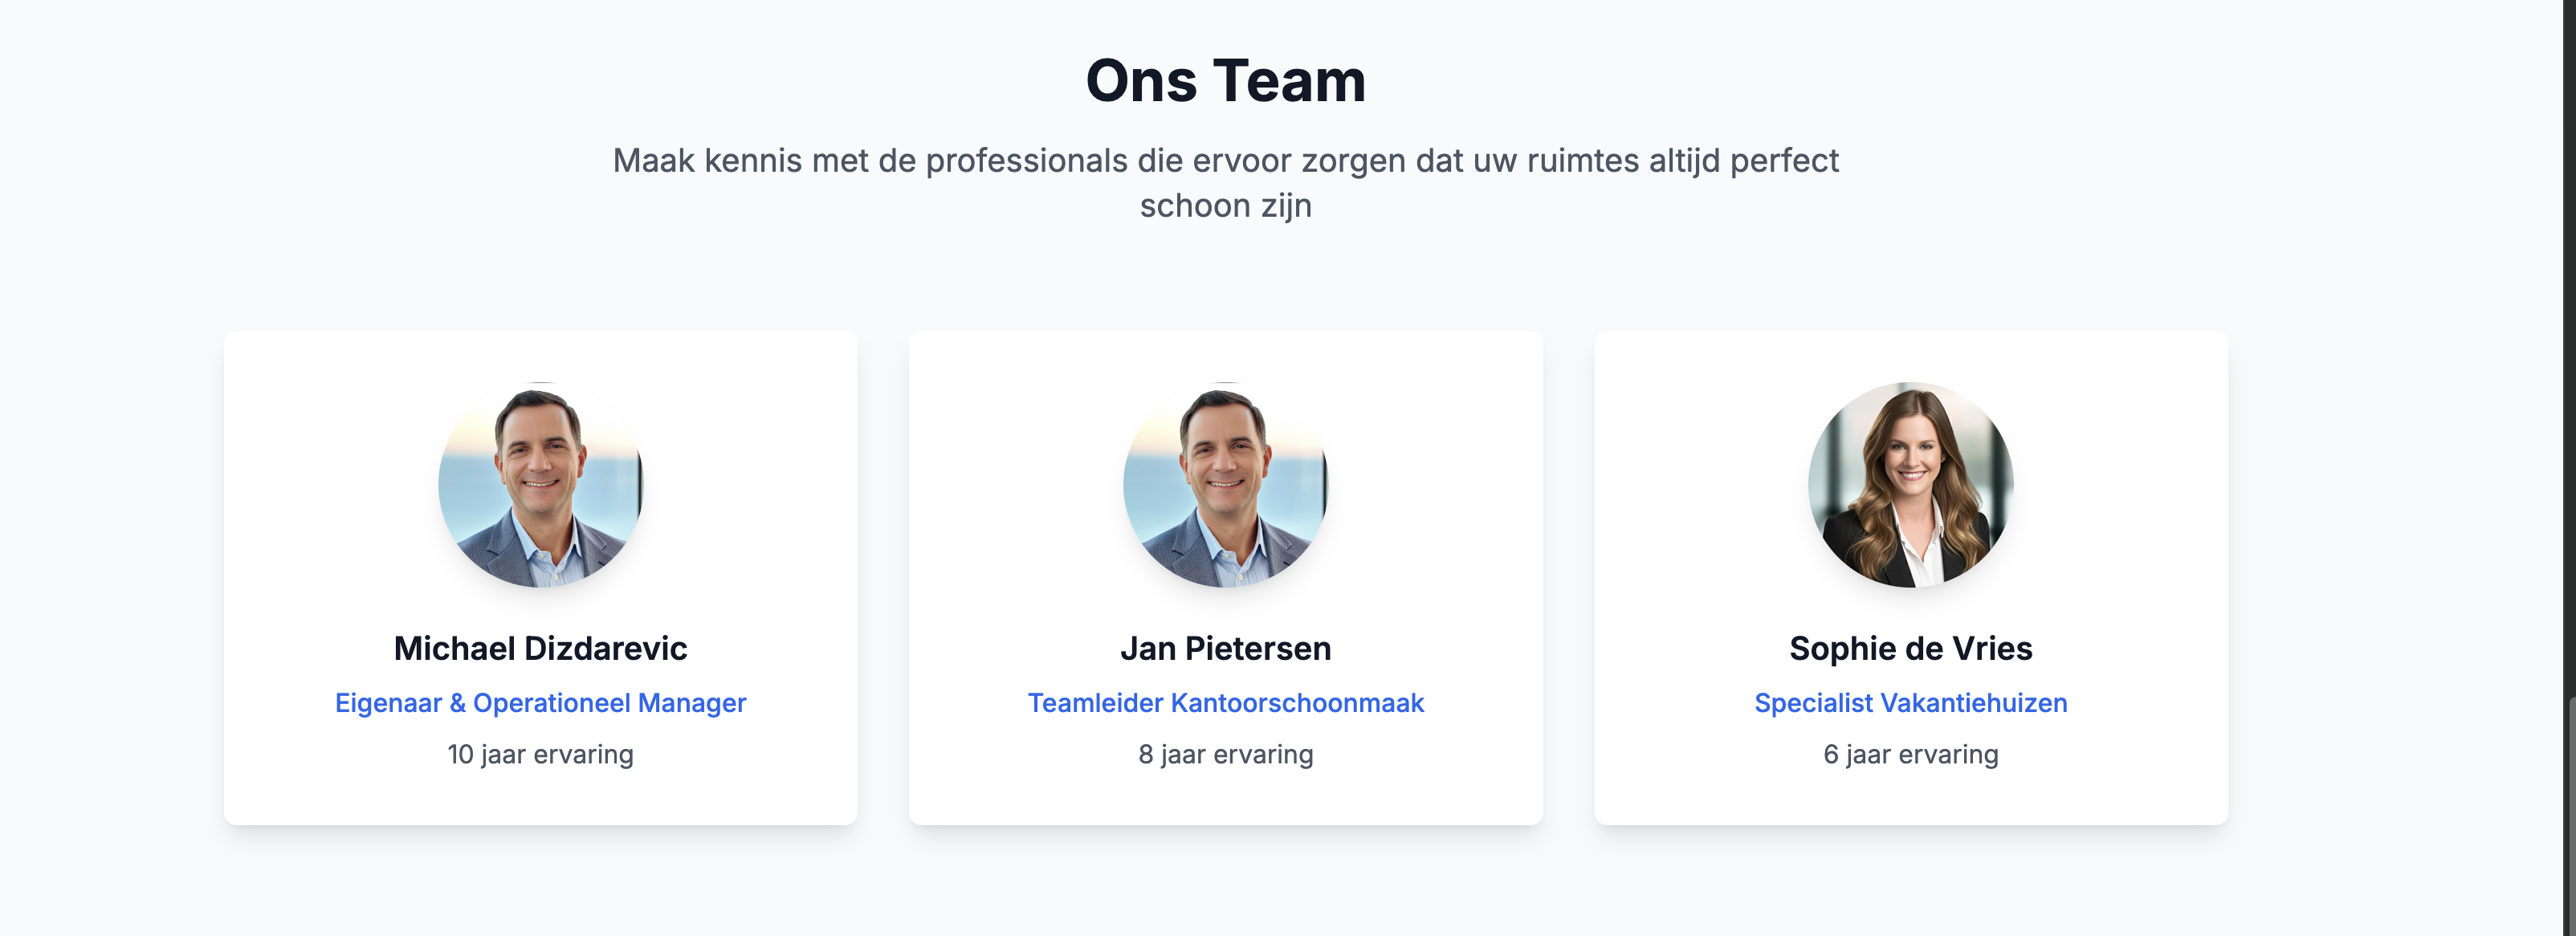 Ons Team
Maak kennis met de professionals die ervoor zorgen dat uw ruimtes altijd perfect
schoon zijn
Michael Dizdarevic
Eigenaar & Operationeel Manager
10 jaar ervaring
Jan Pietersen
Teamleider Kantoorschoonmaak
8 jaar ervaring
Sophie de Vries
Specialist Vakantiehuizen
6 jaar ervaring